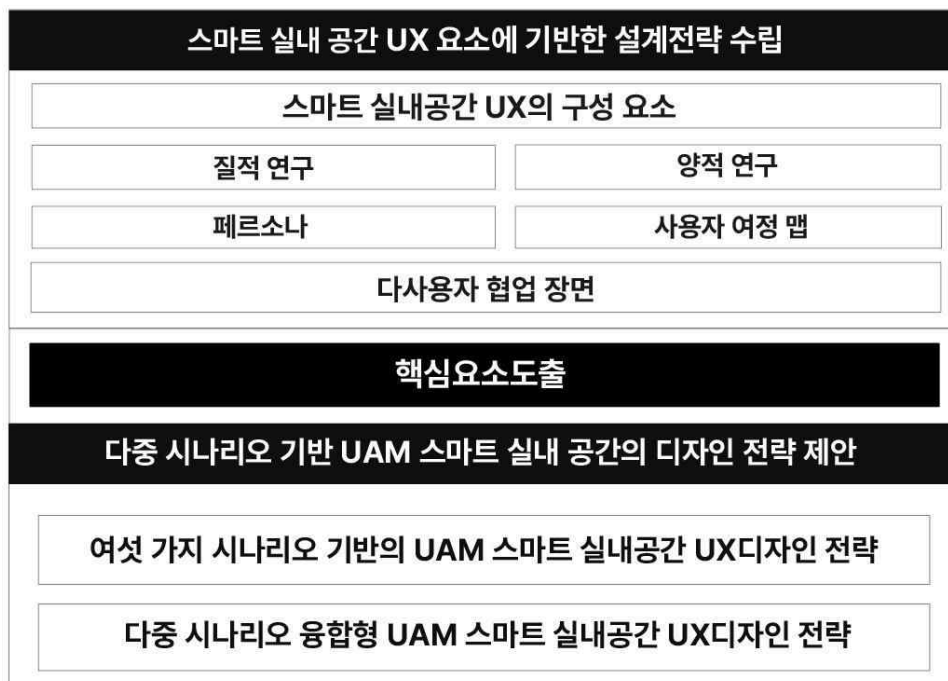 스마트 실내 공간 UX 요소에 기반한 설계전략 수립
스마트 실내공간 UX의 구성 요소
질적 연구
양적 연구
페르소나
사용자 여정 맵
다사용자 협업 장면
핵심요소도출
다중 시나리오 기반 UAM 스마트 실내 공간의 디자인 전략 제안
여섯 가지 시나리오 기반의 UAM 스마트 실내공간 UX디자인 전략
다중 시나리오 융합형 UAM 스마트 실내공간 UX디자인 전략